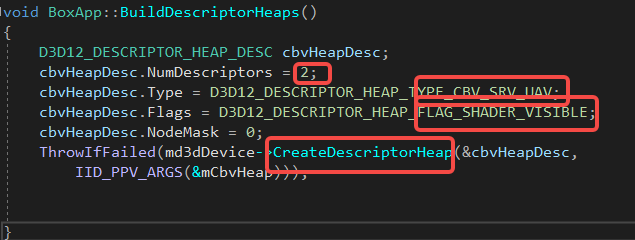 void BoxApp::BuildDescriptorHeaps()
{
D3D12_DESCRIPTOR_HEAP_DESC cbvHeapDesc;
cbvHeapDesc.NumDescriptors = 2;
cbvHeapDesc.Type = D3D12_DESCRIPTOR_HEAP_TYPE_CBV_SRV_UAV;
cbvHeapDesc.Flags = D3D12_DESCRIPTOR_HEAP_FLAG_SHADER_VISIBLE;
cbvHeapDesc.NodeMask = 0;
ThrowIfFailed(md3dDevice->CreateDescriptorHeap(&cbvHeapDesc,
IID_PPV_ARGS(&mCbvHeap)));
}